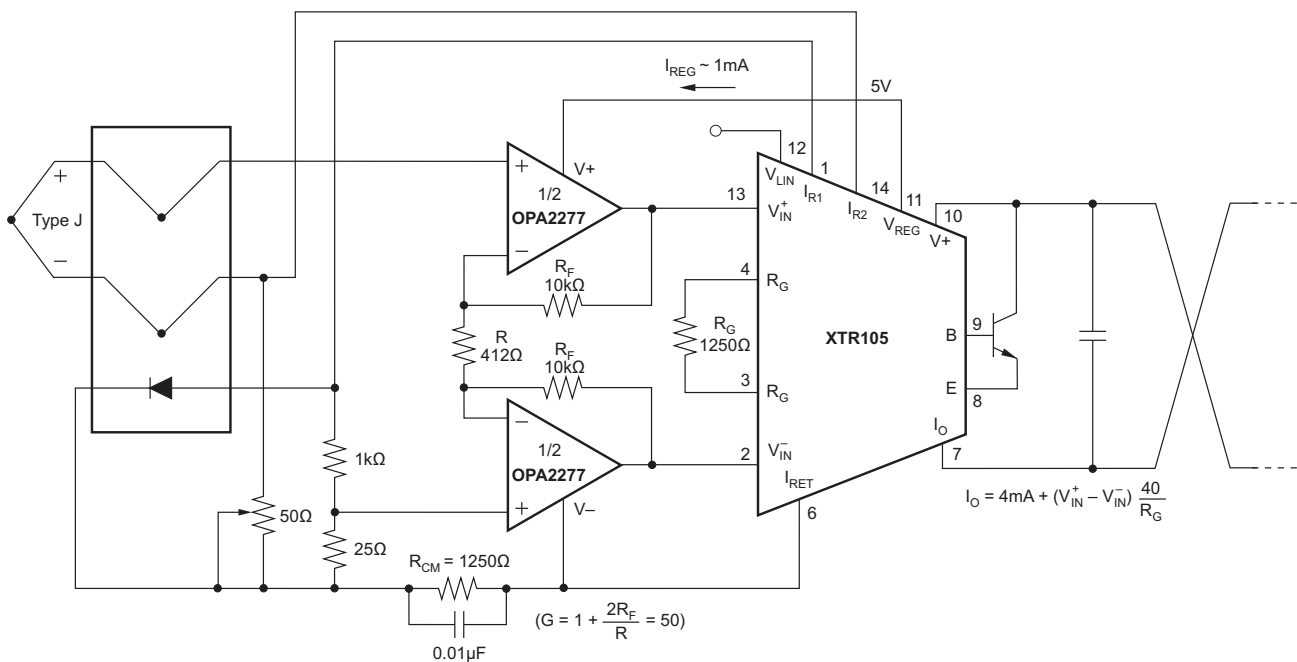 I_REG ~ 1mA
5V
+
Type J
–
+
V+
1/2
OPA2277
–
12
V_LIN
1
I_R1
14
I_R2
11
V_REG
10
V+
13
V_IN^+
R_F
10kΩ
4
R_G
R
412Ω
R_G
1250Ω
XTR105
9
B
R_F
10kΩ
3
R_G
E
8
–
1/2
OPA2277
+
V–
1kΩ
2
V_IN^–
I_O
7
I_RET
6
50Ω
25Ω
I_O = 4mA + (V_IN^+ – V_IN^–) 40/R_G
R_CM = 1250Ω
0.01µF
(G = 1 + 2R_F/R = 50)